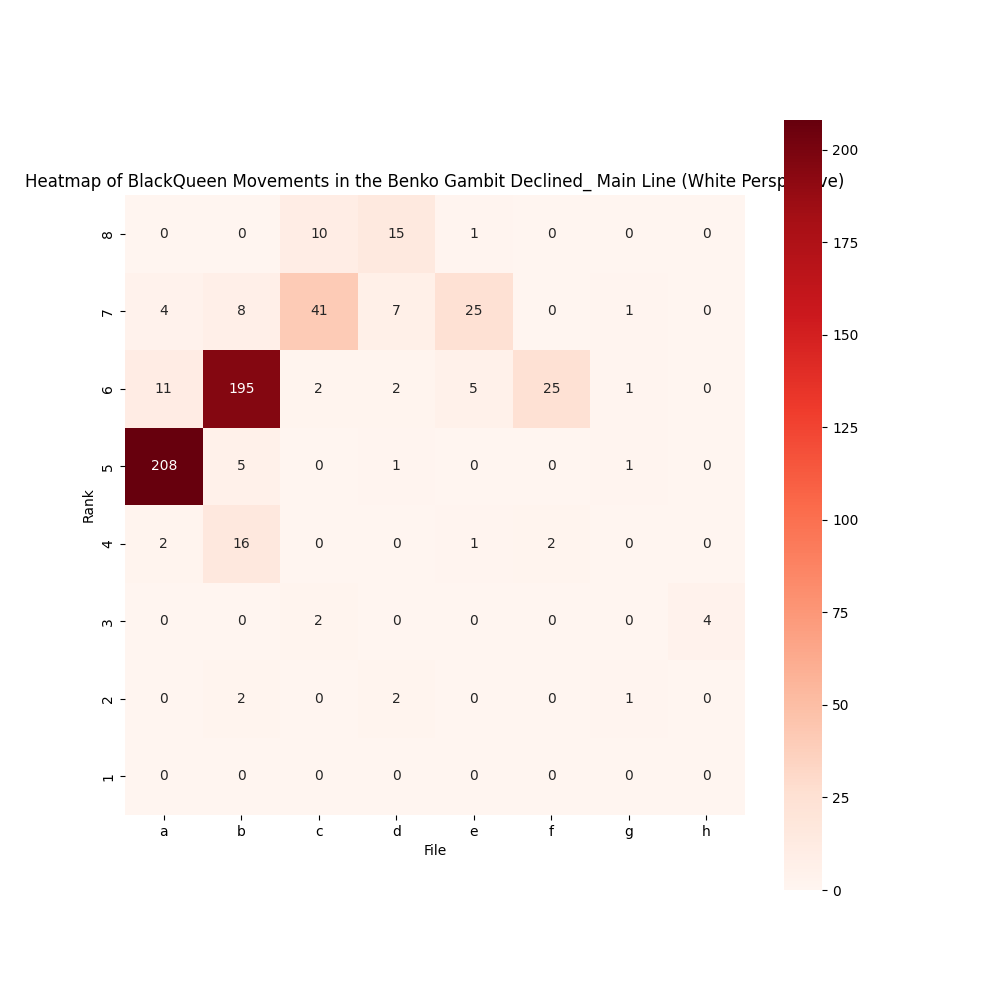 Heatmap of BlackQueen Movements in the Benko Gambit Declined_ Main Line (White Persp    ve)
8 0 0 10 15 1 0 0 0
7 4 8 41 7 25 0 1 0
6 11 195 2 2 5 25 1 0
5 208 5 0 1 0 0 1 0
4 2 16 0 0 1 2 0 0
3 0 0 2 0 0 0 0 4
2 0 2 0 2 0 0 1 0
1 0 0 0 0 0 0 0 0
a b c d e f g h
File
Rank
200
175
150
125
100
75
50
25
0